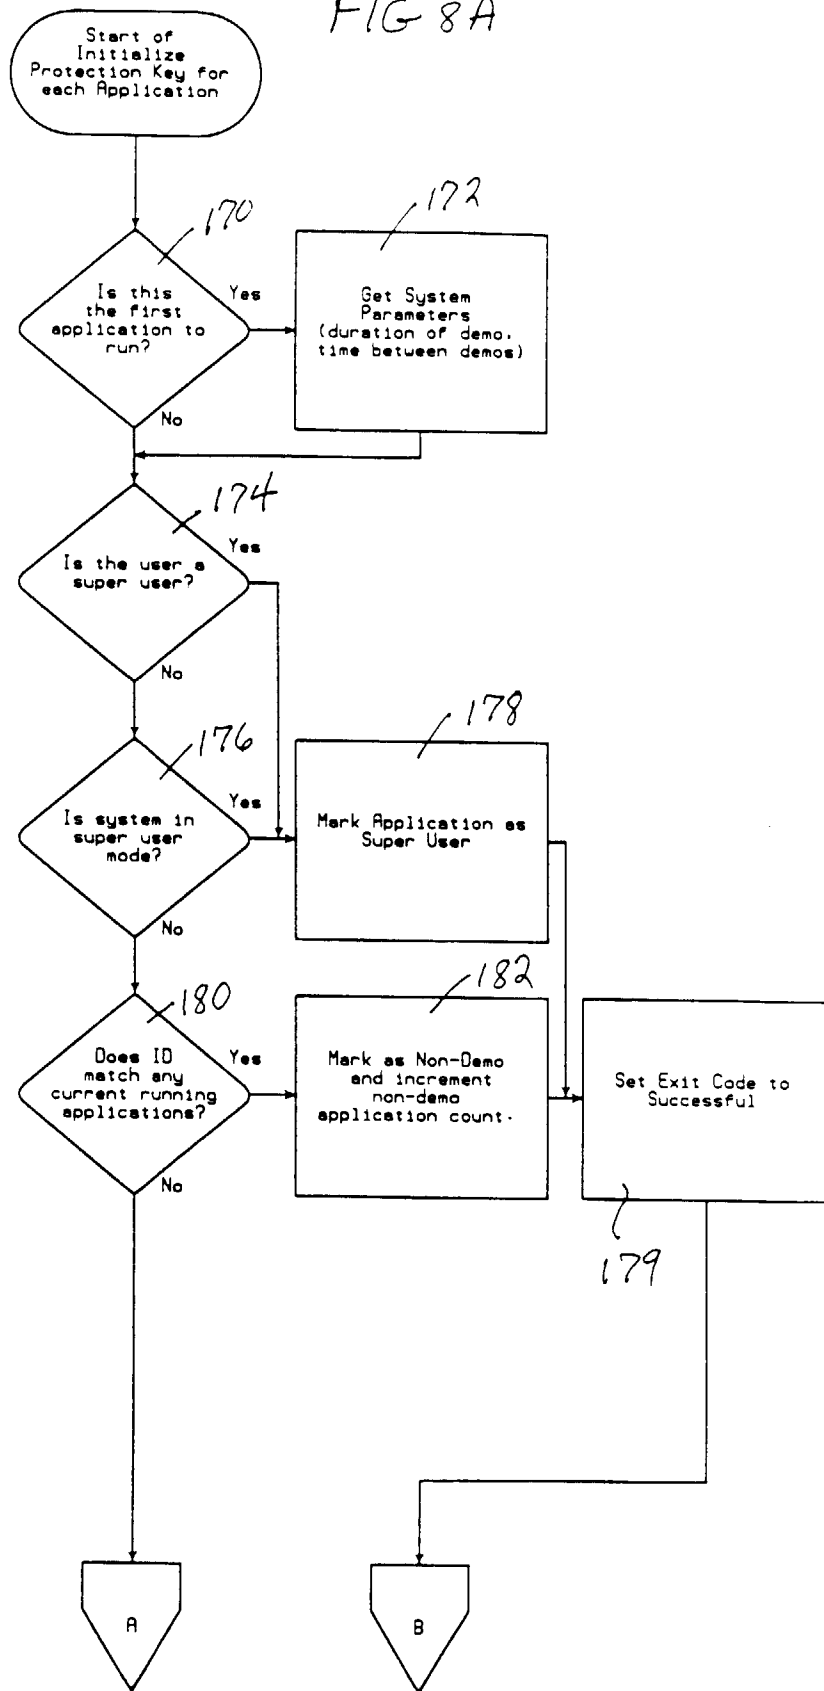 FIG 8A
Start of
Initialize
Protection Key for
each Application
170
172
Is this
the first
application to
run?
Yes
Get System
Parameters
(duration of demo,
time between demos)
No
174
Is the user a
super user?
Yes
No
176
178
Is system in
super user
mode?
Yes
Mark Application as
Super User
No
180
182
Does ID
match any
current running
applications?
Yes
Mark as Non-Demo
and increment
non-demo
application count.
Set Exit Code to
Successful
No
179
A
B